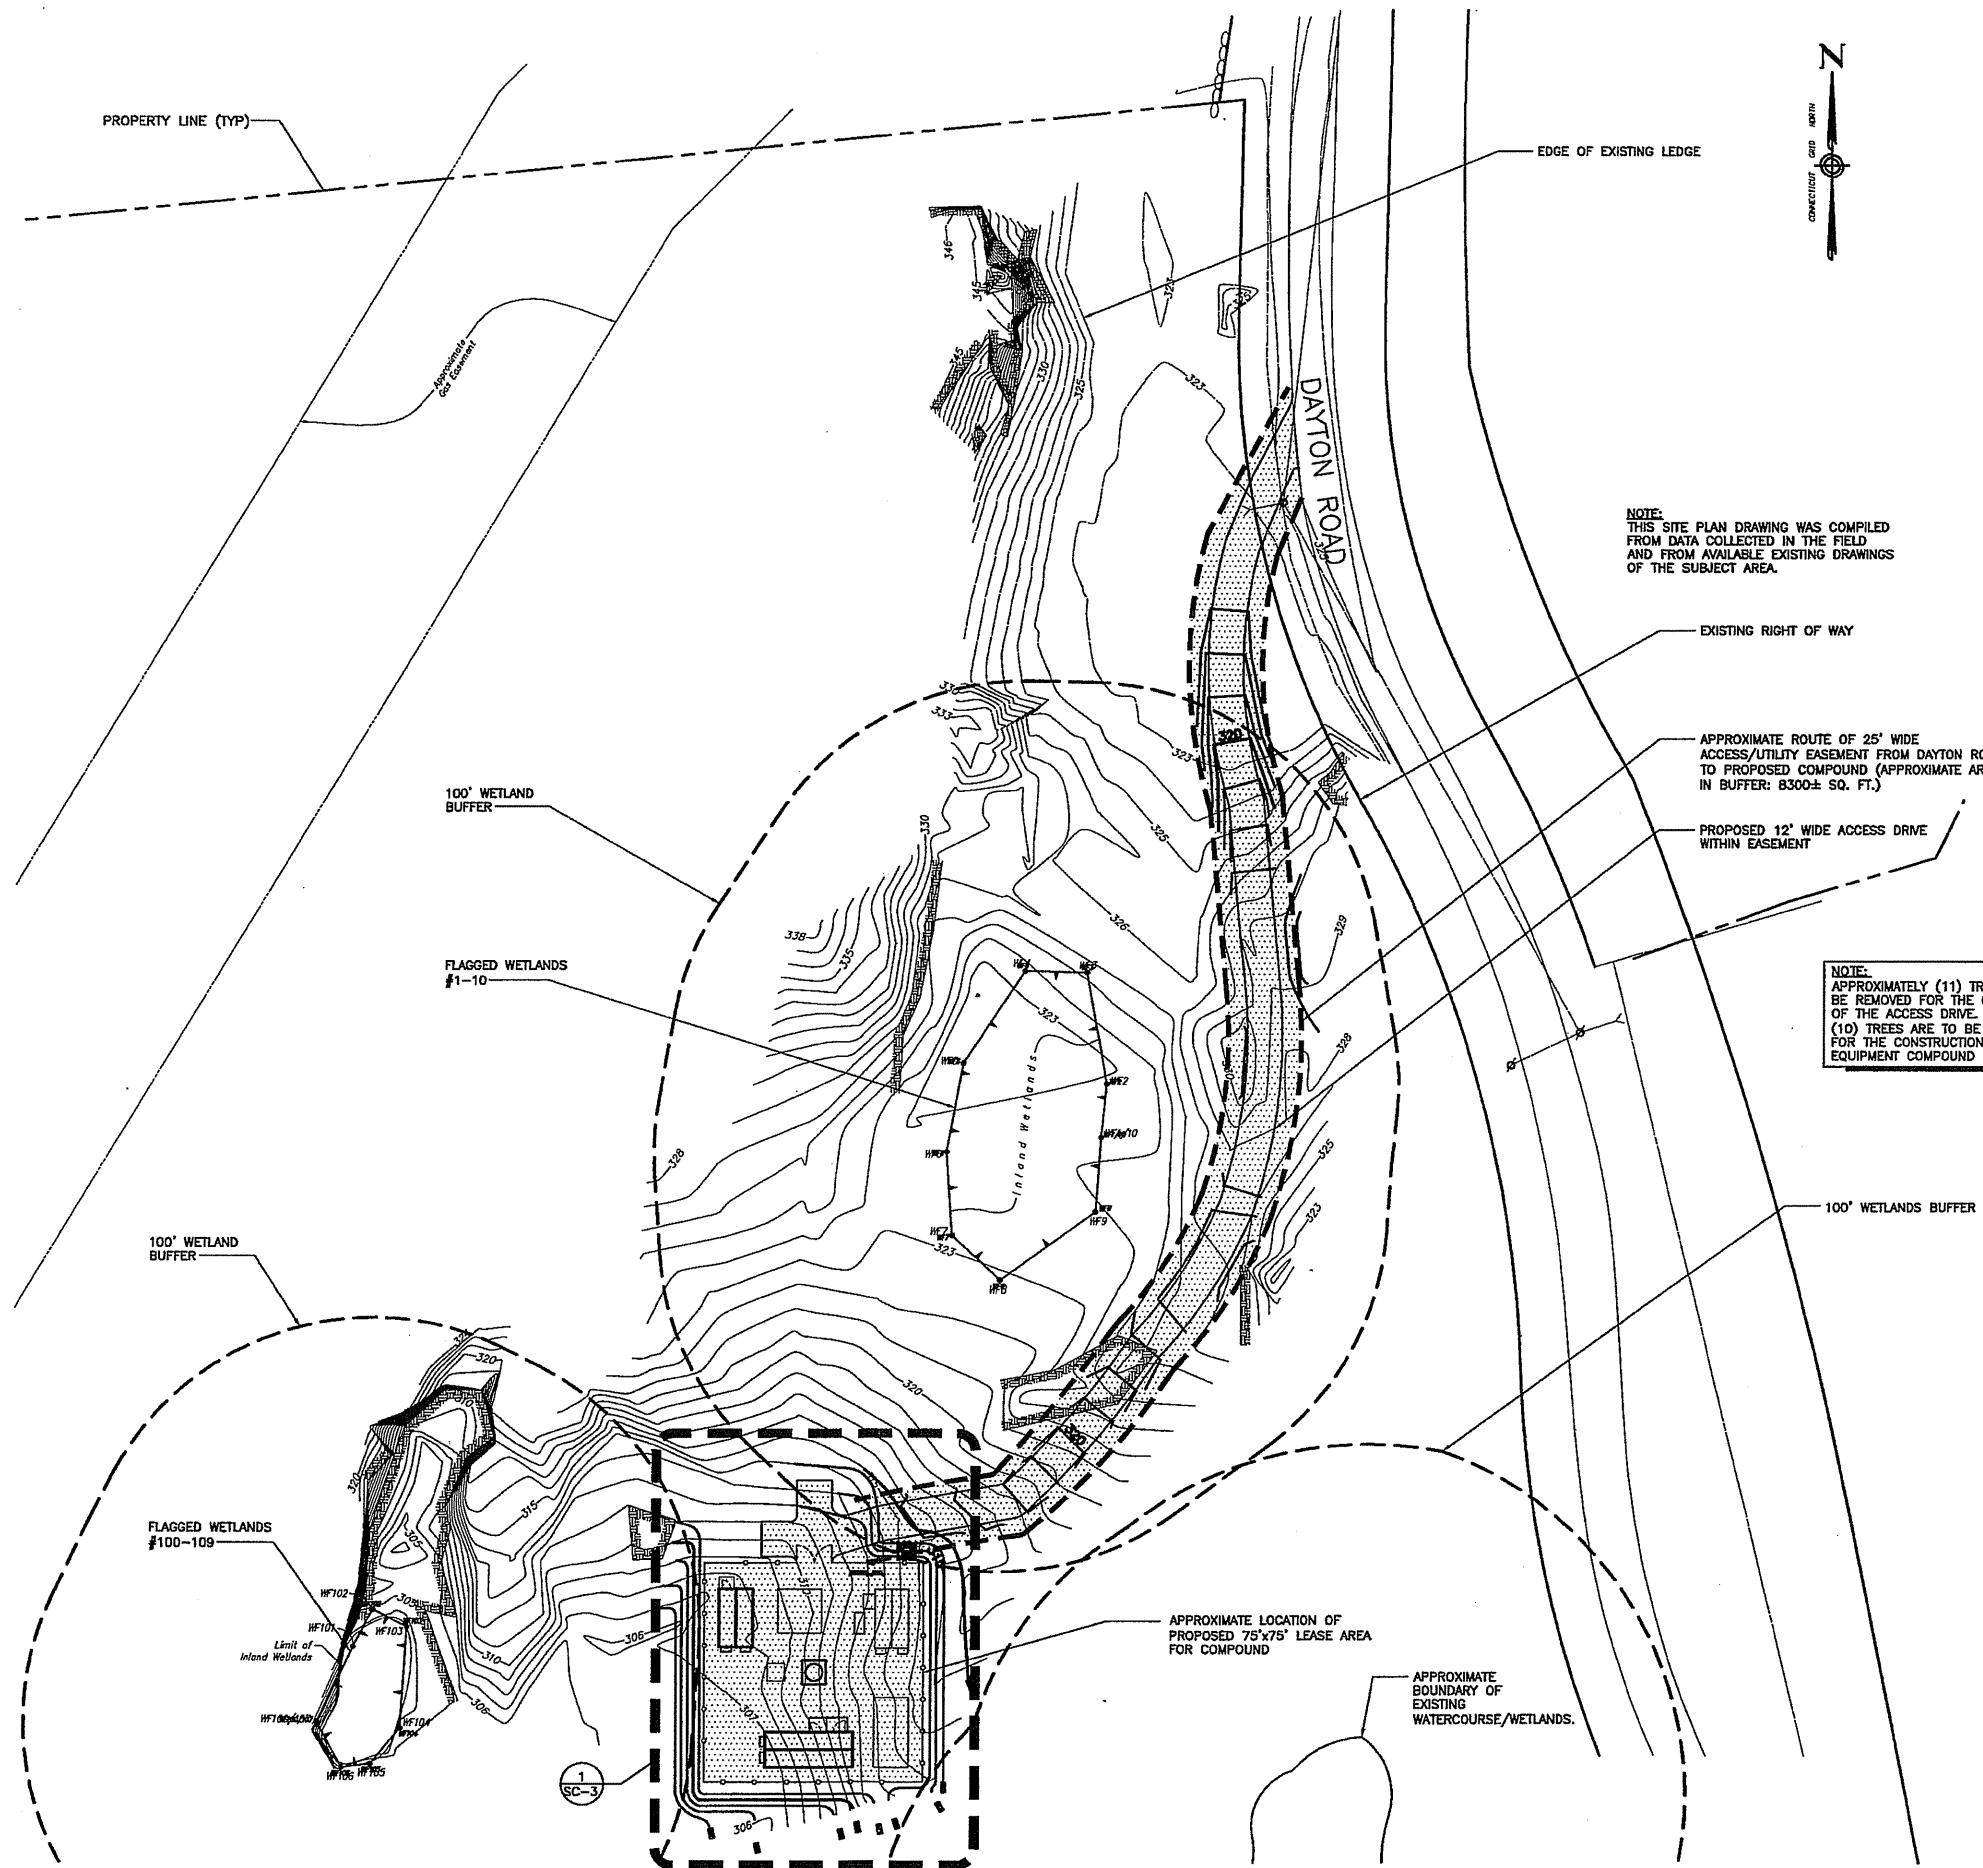 N
CONNECTICUT GRID NORTH
PROPERTY LINE (TYP)
EDGE OF EXISTING LEDGE
346
345
323
323
Approximate
Gas Easement
345
330
325
323
DAYTON ROAD
NOTE:
THIS SITE PLAN DRAWING WAS COMPILED
FROM DATA COLLECTED IN THE FIELD
AND FROM AVAILABLE EXISTING DRAWINGS
OF THE SUBJECT AREA.
EXISTING RIGHT OF WAY
330
333
323
320
APPROXIMATE ROUTE OF 25' WIDE
ACCESS/UTILITY EASEMENT FROM DAYTON RO
TO PROPOSED COMPOUND (APPROXIMATE AR
IN BUFFER: 8300± SQ. FT.)
100' WETLAND
BUFFER
330
325
PROPOSED 12' WIDE ACCESS DRIVE
WITHIN EASEMENT
338
335
326
329
FLAGGED WETLANDS
#1-10
323
328
NOTE:
APPROXIMATELY (11) TR
BE REMOVED FOR THE
OF THE ACCESS DRIVE.
(10) TREES ARE TO BE
FOR THE CONSTRUCTION
EQUIPMENT COMPOUND
WF2
Inland Wetlands
328
325
323
WF9
WF7
323
WF8
100' WETLANDS BUFFER
100' WETLAND
BUFFER
320
320
310
320
320
315
FLAGGED WETLANDS
#100-109
305
WF102
305
WF101
WF103
Limit of
Inland Wetlands
310
306
306
310
307
APPROXIMATE LOCATION OF
PROPOSED 75'x75' LEASE AREA
FOR COMPOUND
APPROXIMATE
BOUNDARY OF
EXISTING
WATERCOURSE/WETLANDS.
WF104
WF106
WF105
1
SC-3
306